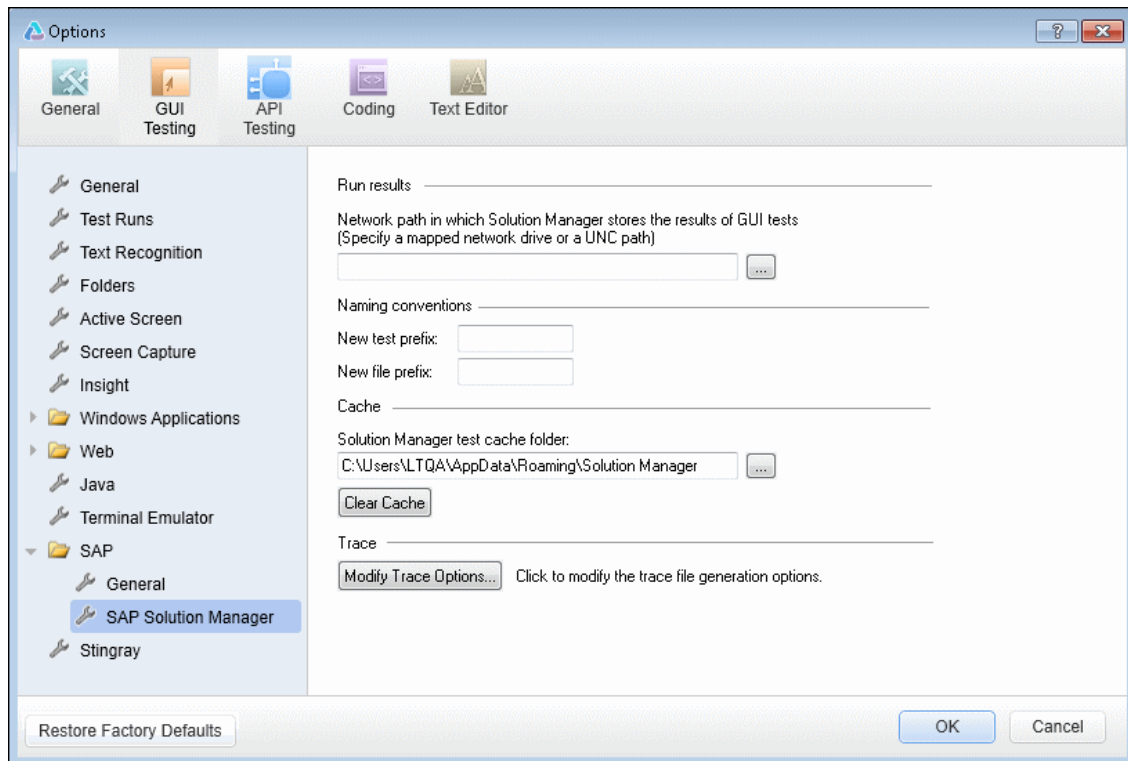 Options
General
GUI
Testing
API
Testing
Coding
Text Editor
General
Test Runs
Text Recognition
Folders
Active Screen
Screen Capture
Insight
Windows Applications
Web
Java
Terminal Emulator
SAP
General
SAP Solution Manager
Stingray
Run results
Network path in which Solution Manager stores the results of GUI tests
(Specify a mapped network drive or a UNC path)
...
Naming conventions
New test prefix:
New file prefix:
Cache
Solution Manager test cache folder:
C:\Users\LTQA\AppData\Roaming\Solution Manager
...
Clear Cache
Trace
Modify Trace Options... Click to modify the trace file generation options.
Restore Factory Defaults
OK
Cancel